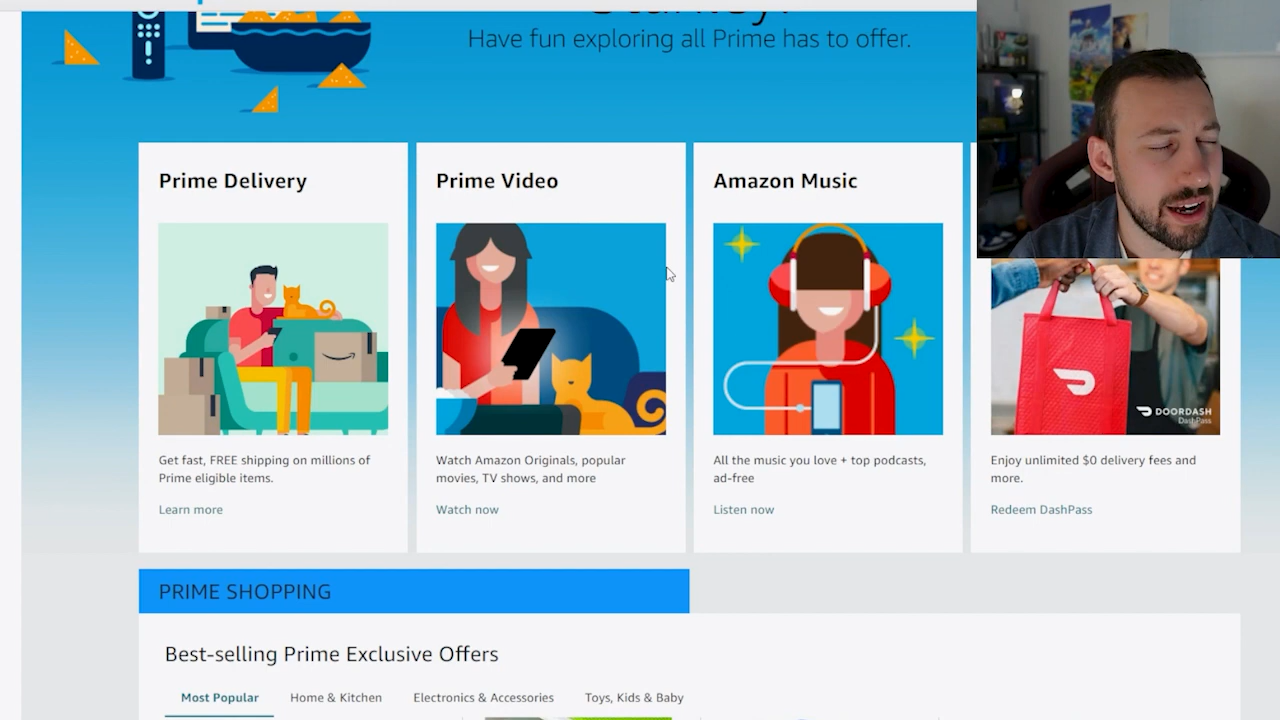 Have fun exploring all Prime has to offer.
Prime Delivery
Prime Video
Amazon Music
DOORDASH
DashPass
Get fast, FREE shipping on millions of
Prime eligible items.
Learn more
Watch Amazon Originals, popular
movies, TV shows, and more
Watch now
All the music you love + top podcasts,
ad-free
Listen now
Enjoy unlimited $0 delivery fees and
more.
Redeem DashPass
PRIME SHOPPING
Best-selling Prime Exclusive Offers
Most Popular
Home & Kitchen
Electronics & Accessories
Toys, Kids & Baby